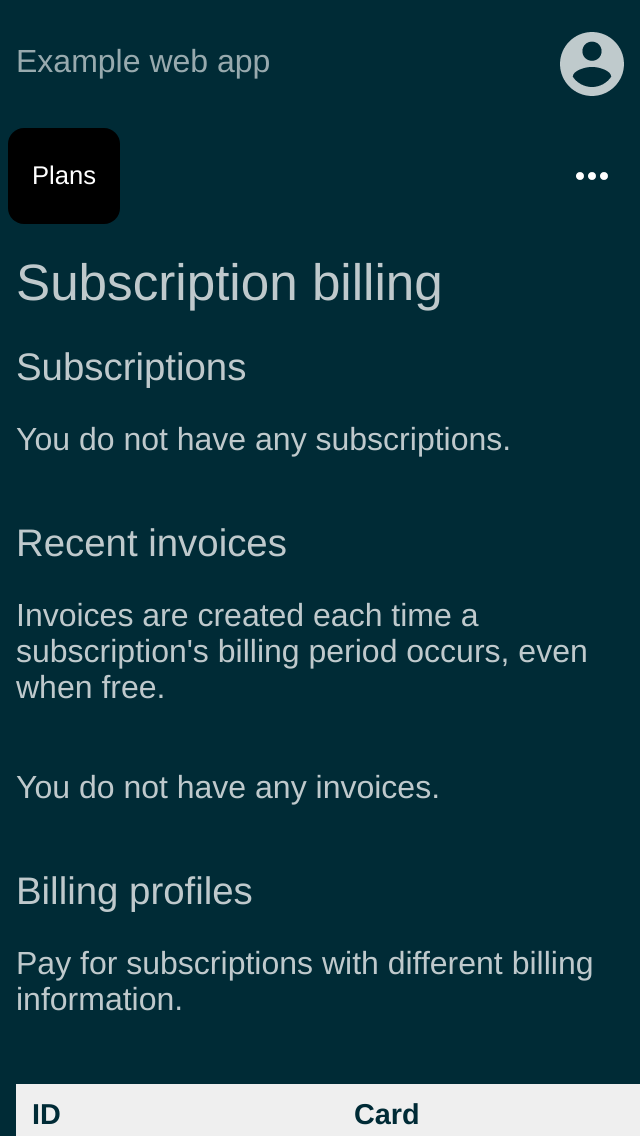 Example web app
Plans
Subscription billing
Subscriptions
You do not have any subscriptions.
Recent invoices
Invoices are created each time a
subscription's billing period occurs, even
when free.
You do not have any invoices.
Billing profiles
Pay for subscriptions with different billing
information.
ID Card